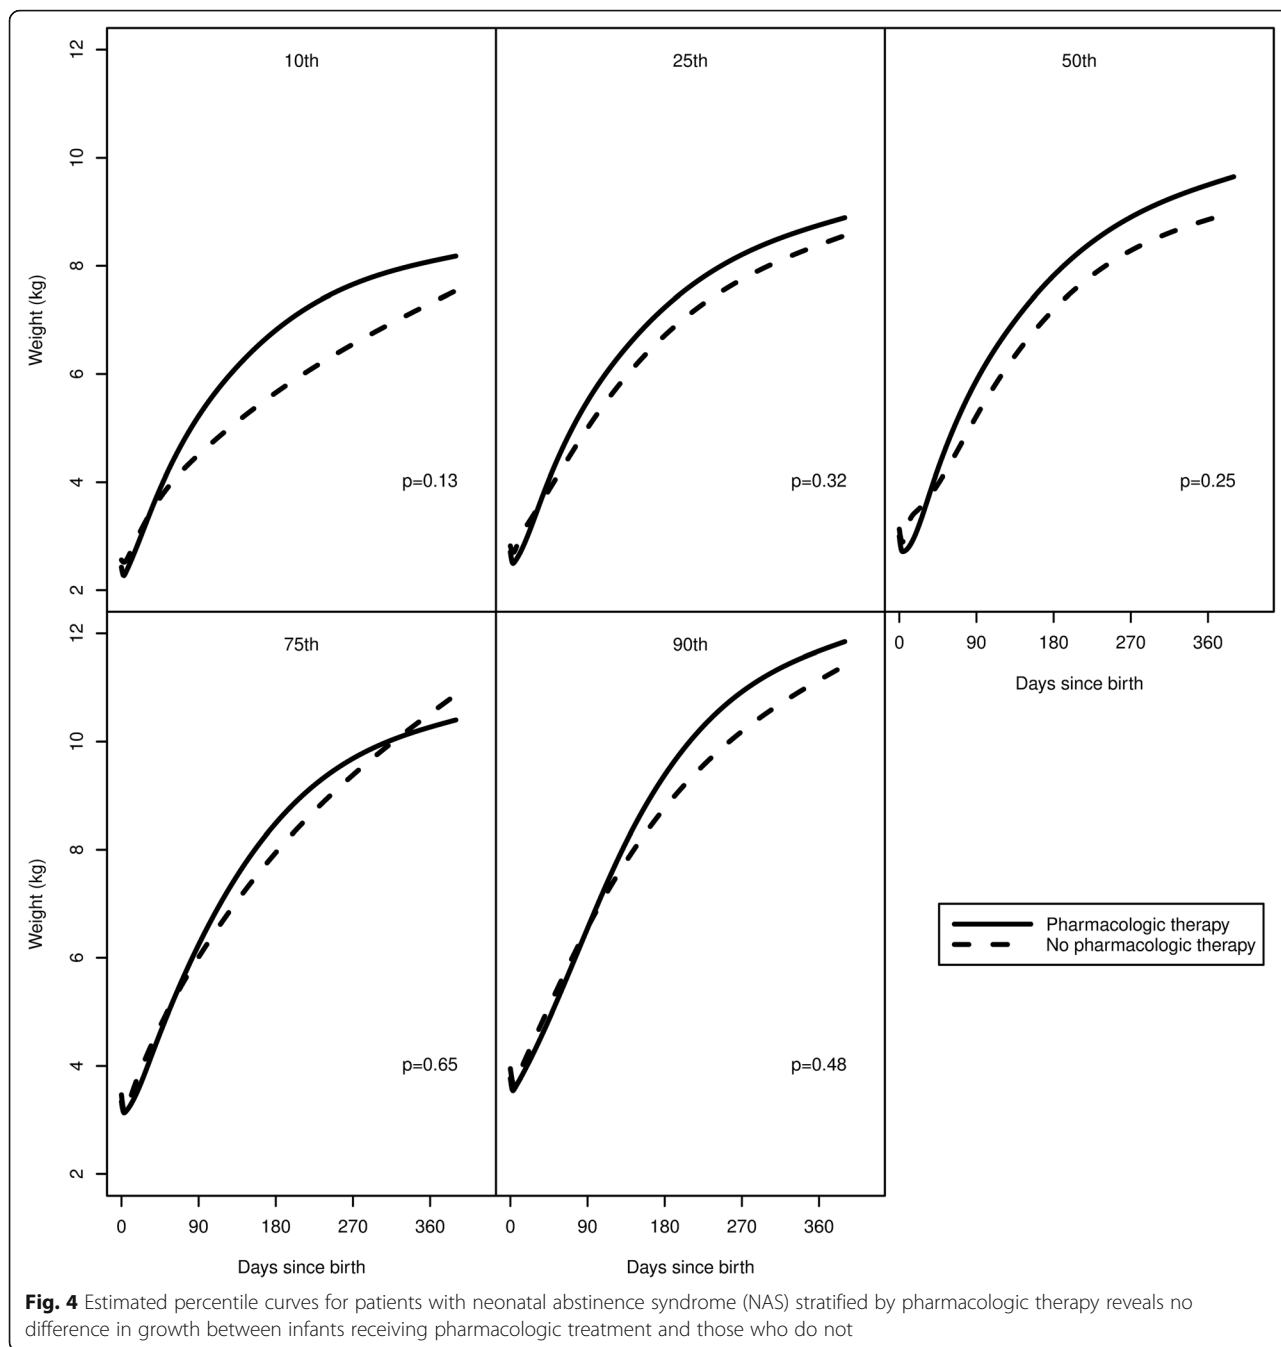 10th
25th
50th
12
10
8
6
4
2
Weight (kg)
p=0.13
p=0.32
p=0.25
0 90 180 270 360
Days since birth
75th
90th
12
10
8
6
4
2
Weight (kg)
p=0.65
p=0.48
Pharmacologic therapy
No pharmacologic therapy
0 90 180 270 360
0 90 180 270 360
Days since birth
Days since birth
Fig. 4 Estimated percentile curves for patients with neonatal abstinence syndrome (NAS) stratified by pharmacologic therapy reveals no
difference in growth between infants receiving pharmacologic treatment and those who do not